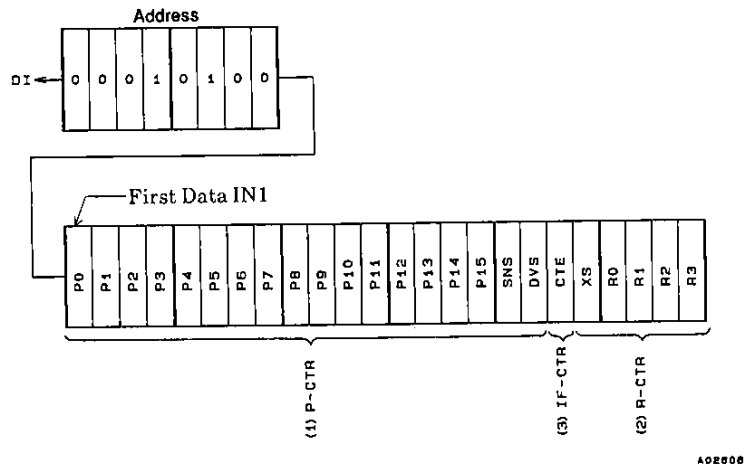 Address
DI
0 0 0 1 0 1 0 0
First Data IN1
P0 P1 P2 P3 P4 P5 P6 P7 P8 P9 P10 P11 P12 P13 P14 P15 SNS DVS CTE XS R0 R1 R2 R3
(1) P-CTR
(3) IF-CTR
(2) R-CTR
A02608